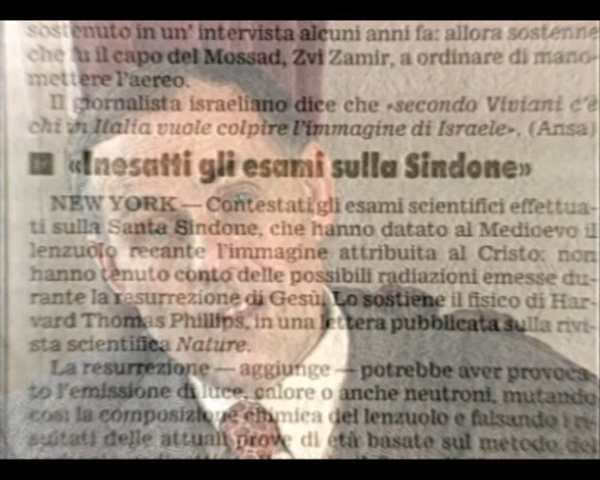 sostenuto in un' intervista alcuni anni fa: allora sostenne
che fu il capo del Mossad, Zvi Zamir, a ordinare di mano-
mettere l'aereo.
Il giornalista israeliano dice che «secondo Viviani c'è
chi in Italia vuole colpire l'immagine di Israele». (Ansa)
«Inesatti gli esami sulla Sindone»
NEW YORK — Contestati gli esami scientifici effettua-
ti sulla Santa Sindone, che hanno datato al Medioevo il
lenzuolo recante l'immagine attribuita al Cristo: non
hanno tenuto conto delle possibili radiazioni emesse du-
rante la resurrezione di Gesù. Lo sostiene il fisico di Har-
vard Thomas Phillips, in una lettera pubblicata sulla rivi-
sta scientifica Nature.
La resurrezione — aggiunge — potrebbe aver provoca-
to l'emissione di luce, calore o anche neutroni, mutando
così la composizione chimica del lenzuolo e falsando i ri-
sultati delle attuali prove di età basate sul metodo del